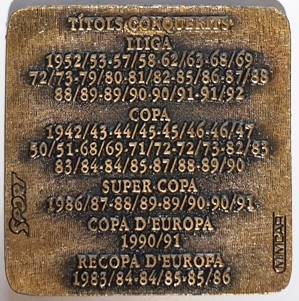 TÍTOLS CONQUERITS
LLIGA
1952/53-57/58-62/63-68/69
72/73-79/80-81/82-85/86-87/88
88/89-89/90-90/91-91/92
COPA
1942/43-44/45-45/46-46/47
50/51-68/69-71/72-72/73-82/83
83/84-84/85-87/88-89/90
SUPER COPA
1986/87-88/89-89/90-90/91
COPA D'EUROPA
1990/91
RECOPA D'EUROPA
1983/84-84/85-85/86
SPORT